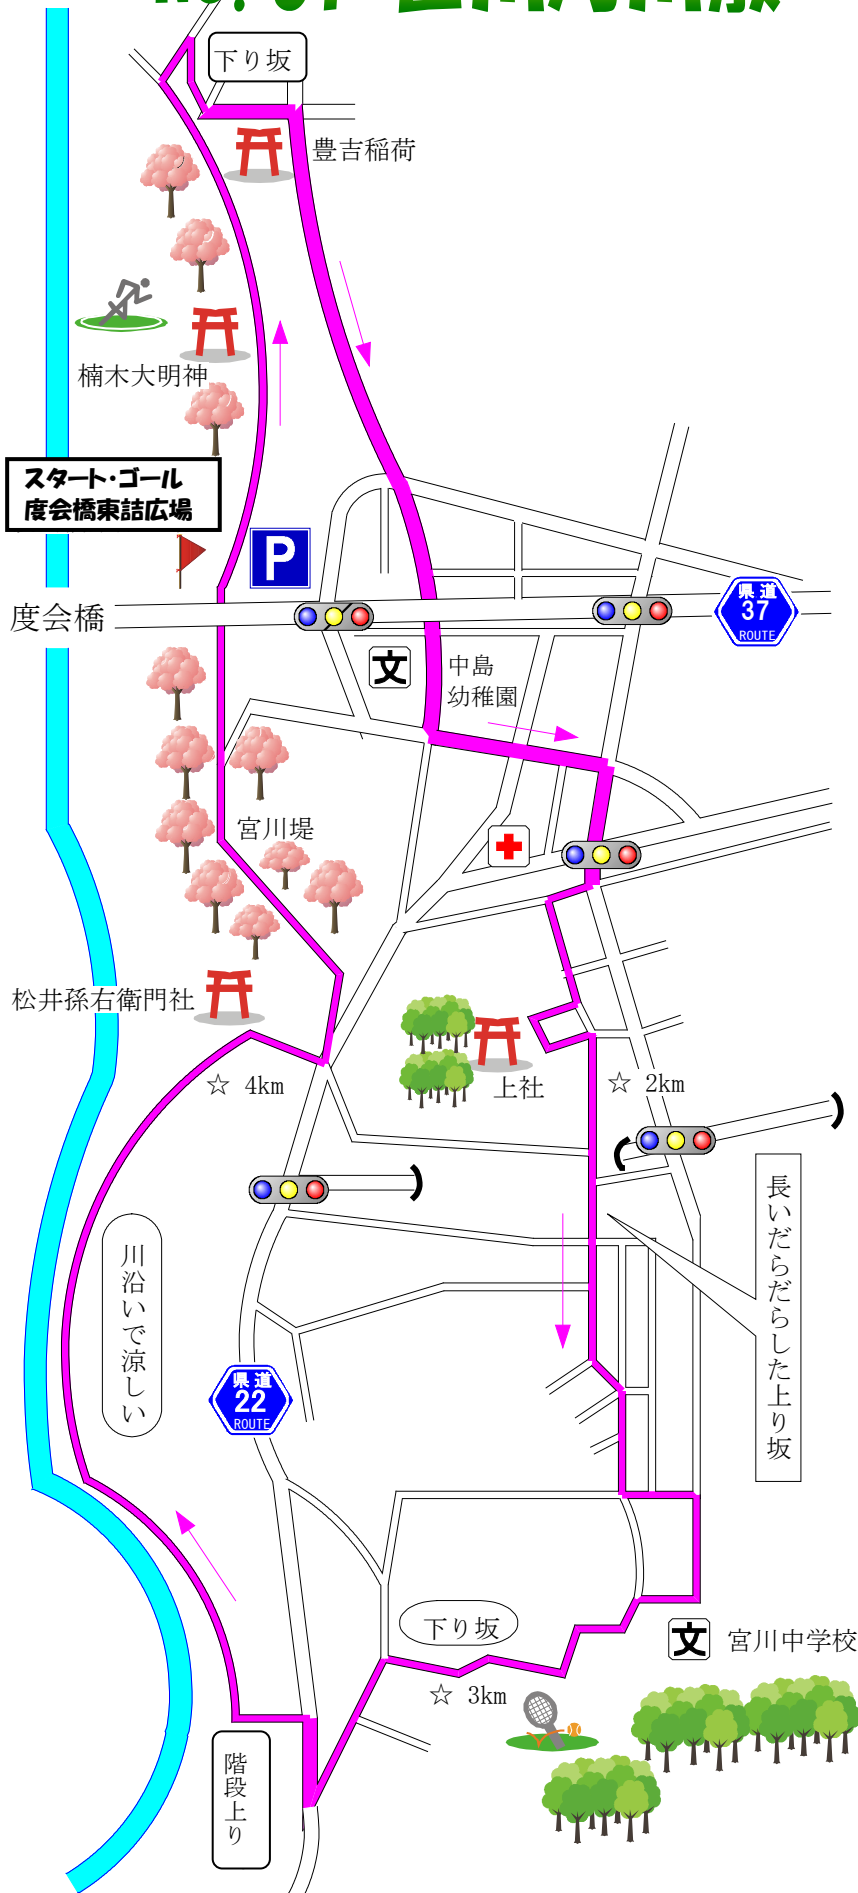 下り坂
豊吉稲荷
楠木大明神
スタート・ゴール
度会橋東詰広場
P
度会橋
県道
37
ROUTE
文
中島
幼稚園
宮川堤
松井孫右衛門社
☆ 4km
上社
☆ 2km
長いだらだらした上り坂
川沿いで涼しい
県道
22
ROUTE
下り坂
文
宮川中学校
☆ 3km
階段上り